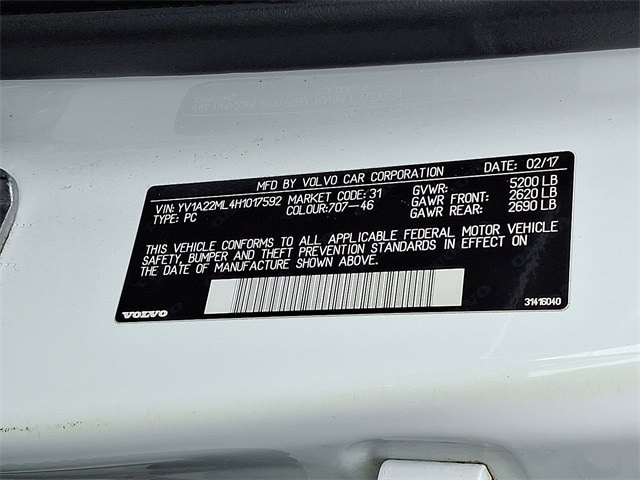 MFD BY VOLVO CAR CORPORATION DATE: 02/17
VIN: YV1A22ML4H1017592 MARKET CODE: 31 GVWR: 5200 LB
TYPE: PC COLOUR:707-46 GAWR FRONT: 2620 LB
GAWR REAR: 2690 LB
THIS VEHICLE CONFORMS TO ALL APPLICABLE FEDERAL MOTOR VEHICLE
SAFETY, BUMPER AND THEFT PREVENTION STANDARDS IN EFFECT ON
THE DATE OF MANUFACTURE SHOWN ABOVE.
VOLVO 31416040